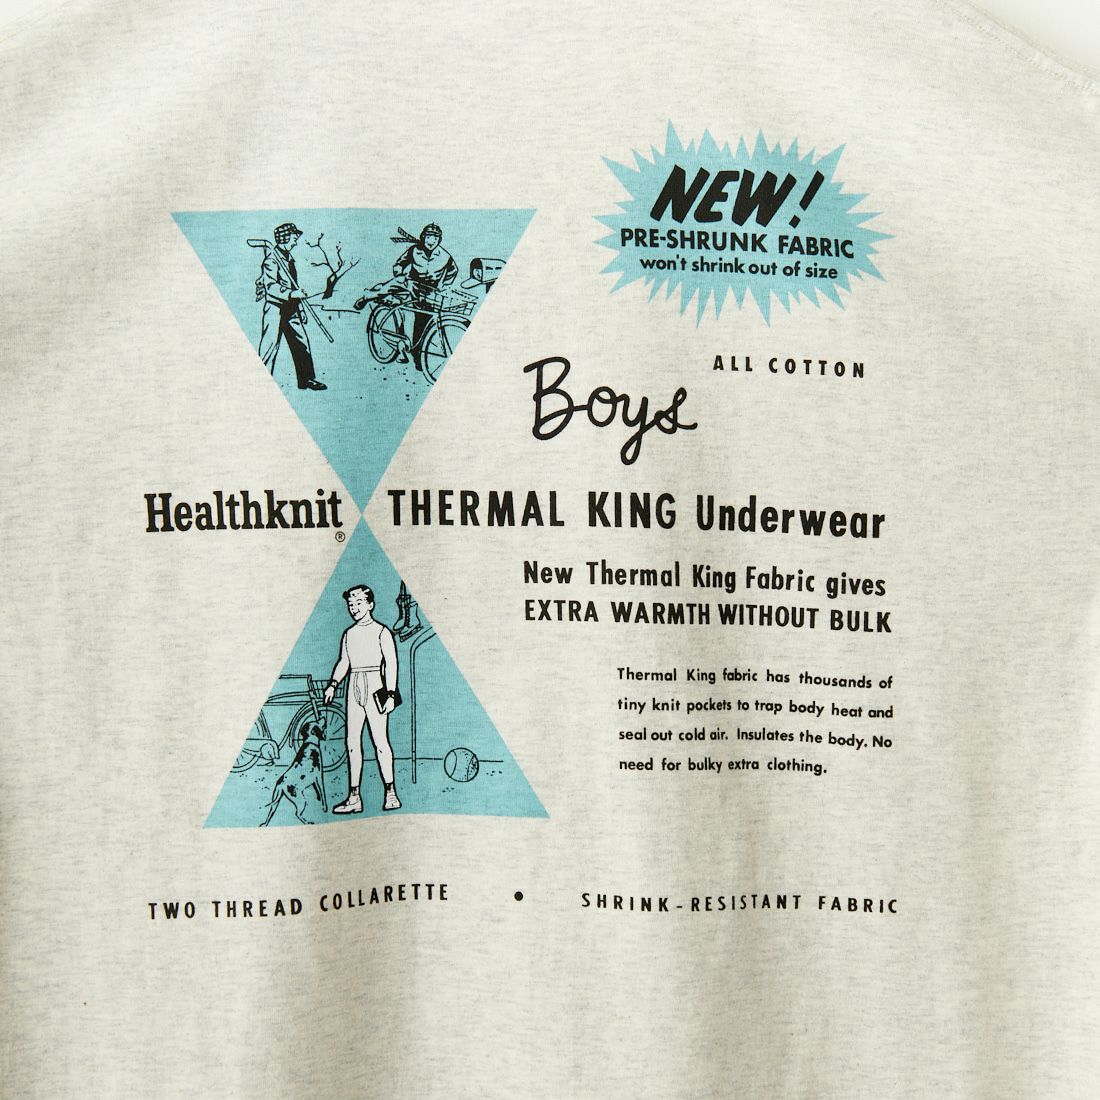 NEW!
PRE-SHRUNK FABRIC
won't shrink out of size
ALL COTTON
Boys
Healthknit® THERMAL KING Underwear
New Thermal King Fabric gives
EXTRA WARMTH WITHOUT BULK
Thermal King fabric has thousands of
tiny knit pockets to trap body heat and
seal out cold air. Insulates the body. No
need for bulky extra clothing.
TWO THREAD COLLARETTE • SHRINK-RESISTANT FABRIC